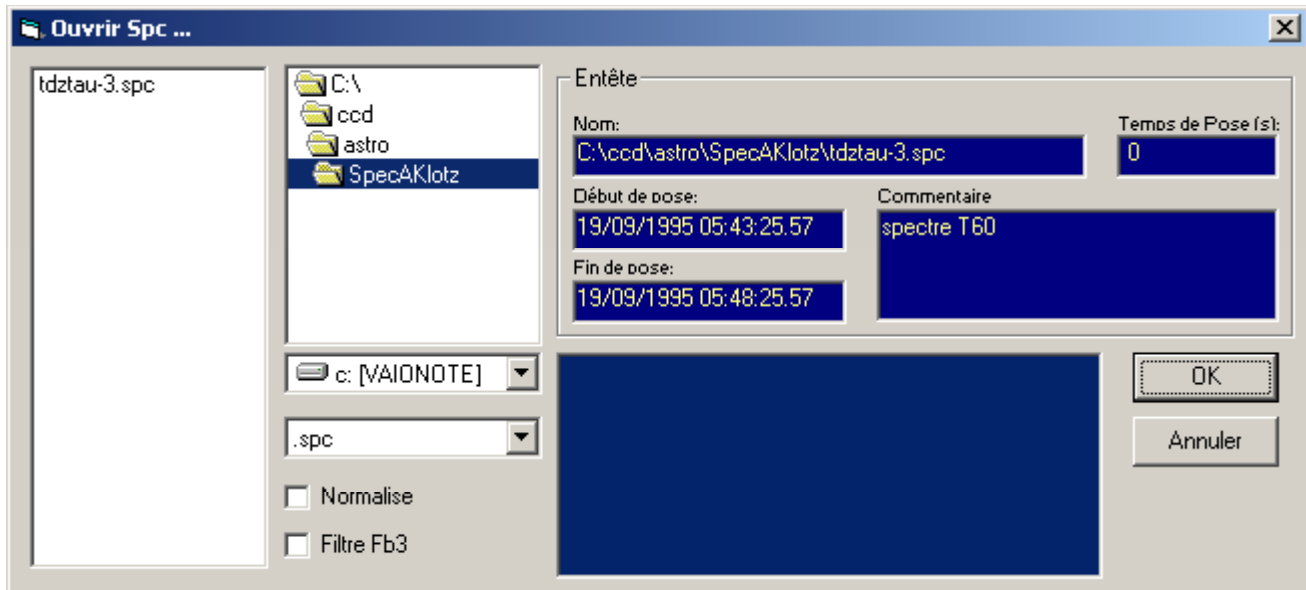 Ouvrir Spc ...
tdztau-3.spc
C:\
ccd
astro
SpecAKlotz
c: [VAIONOTE]
.spc
Normalise
Filtre Fb3
Entête
Nom:
C:\ccd\astro\SpecAKlotz\tdztau-3.spc
Temps de Pose (s):
0
Début de pose:
19/09/1995 05:43:25.57
Commentaire
spectre T60
Fin de pose:
19/09/1995 05:48:25.57
OK
Annuler